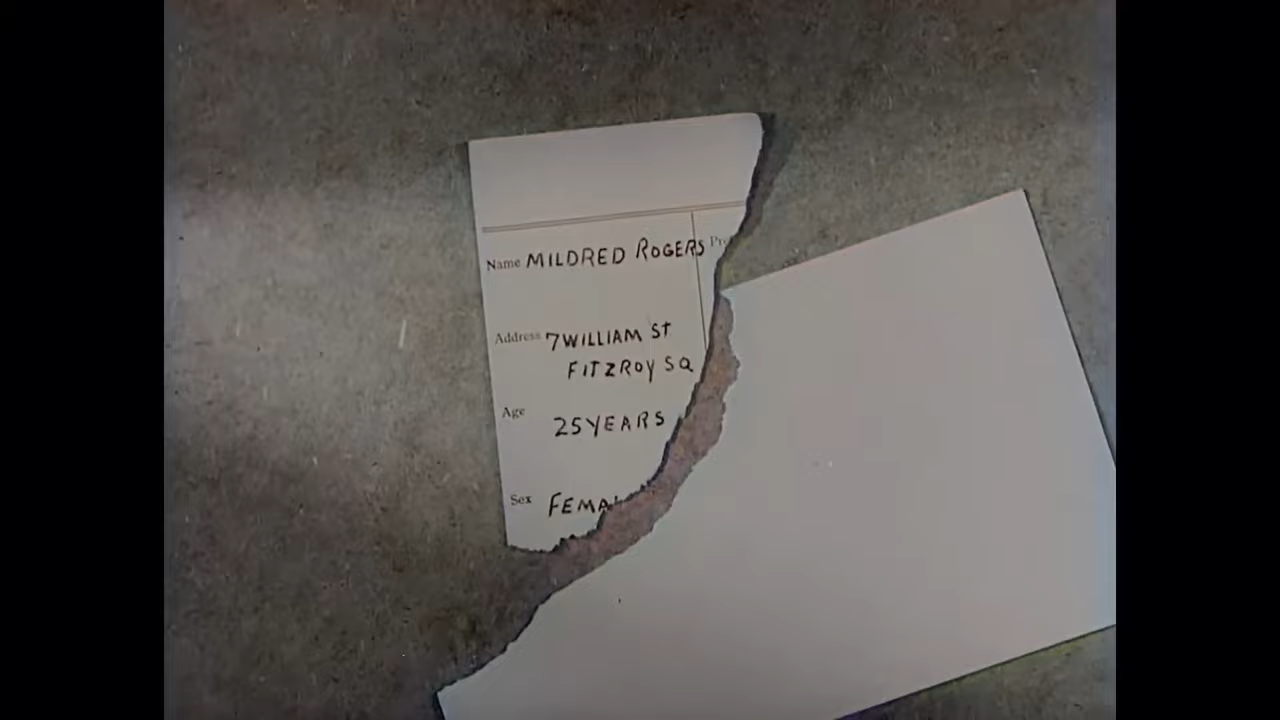 Name MILDRED ROGERS
Address 7 WILLIAM ST
FITZROY SQ
Age 25 YEARS
Sex